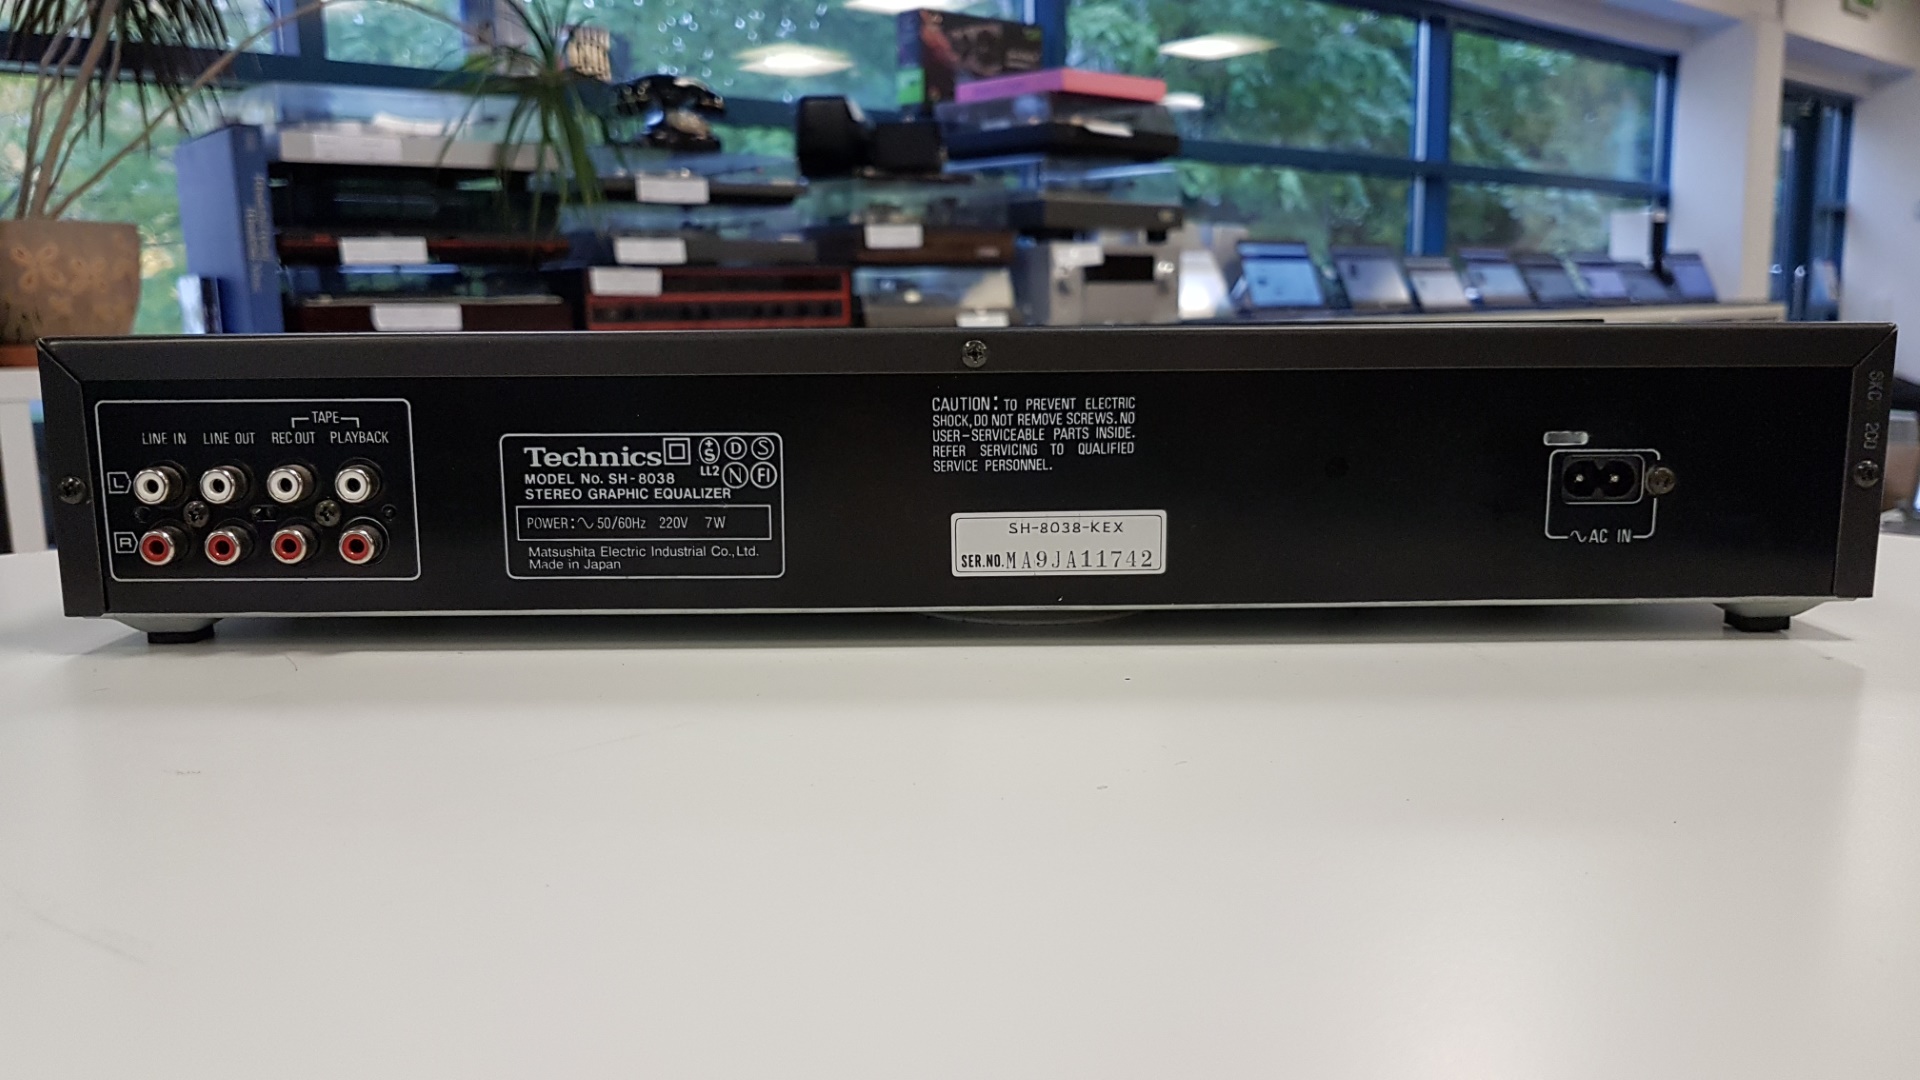 TAPE
LINE IN LINE OUT REC OUT PLAYBACK
L
R
Technics
MODEL No. SH-8038
STEREO GRAPHIC EQUALIZER
LL2
D S
N FI
POWER: ∿ 50/60Hz 220V 7W
Matsushita Electric Industrial Co., Ltd.
Made in Japan
CAUTION: TO PREVENT ELECTRIC
SHOCK, DO NOT REMOVE SCREWS. NO
USER-SERVICEABLE PARTS INSIDE.
REFER SERVICING TO QUALIFIED
SERVICE PERSONNEL.
SH-8038-KEX
SER.NO. MA9JA11742
∿ AC IN
SKC 200